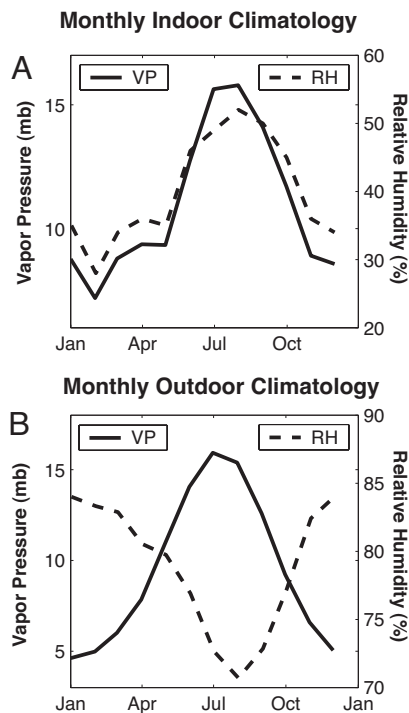 Monthly Indoor Climatology
A
VP
RH
Vapor Pressure (mb)
15
10
60
50
40
30
20
Relative Humidity (%)
Jan Apr Jul Oct
Monthly Outdoor Climatology
B
VP
RH
Vapor Pressure (mb)
15
10
5
90
85
80
75
70
Relative Humidity (%)
Jan Apr Jul Oct Jan